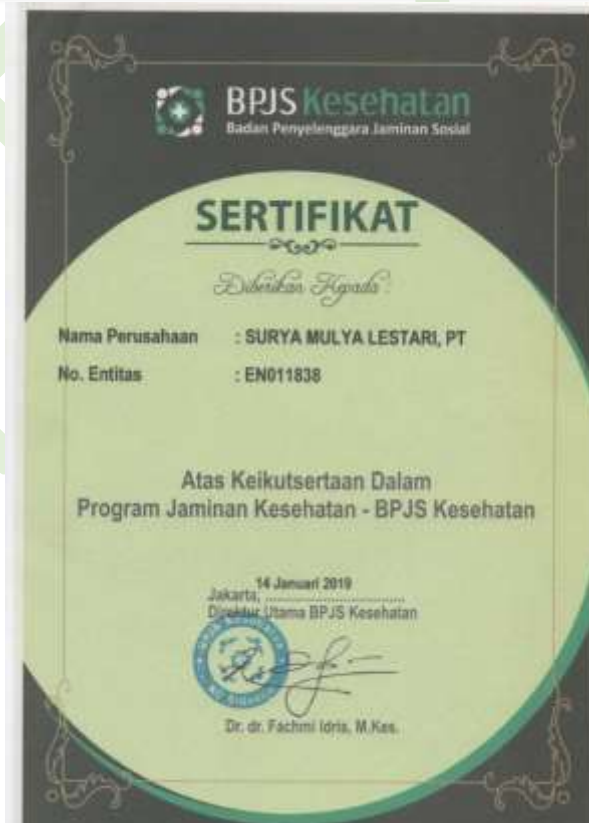 BPJS Kesehatan
Badan Penyelenggara Jaminan Sosial
SERTIFIKAT
Diberikan Kepada :
Nama Perusahaan : SURYA MULYA LESTARI, PT
No. Entitas : EN011838
Atas Keikutsertaan Dalam
Program Jaminan Kesehatan - BPJS Kesehatan
14 Januari 2019
Jakarta, ............................
Direktur Utama BPJS Kesehatan
Dr. dr. Fachmi Idris, M.Kes.